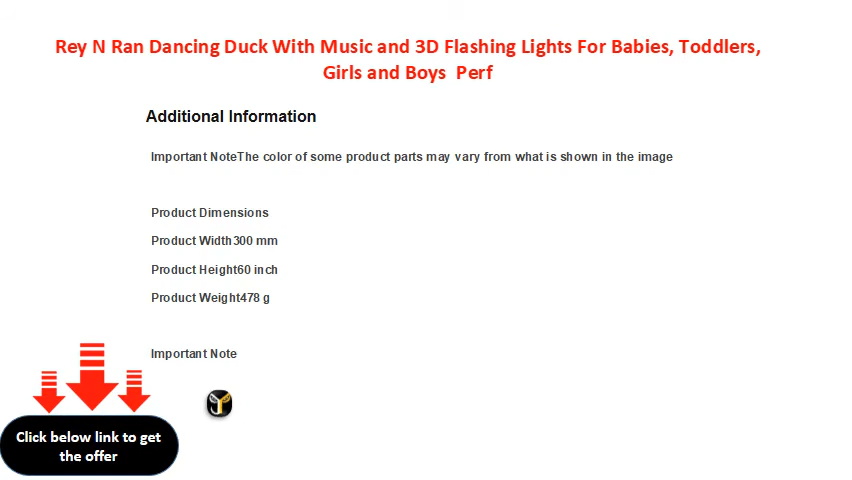 Rey N Ran Dancing Duck With Music and 3D Flashing Lights For Babies, Toddlers,
Girls and Boys  Perf
Additional Information
Important NoteThe color of some product parts may vary from what is shown in the image
Product Dimensions
Product Width300 mm
Product Height60 inch
Product Weight478 g
Important Note
Click below link to get
the offer